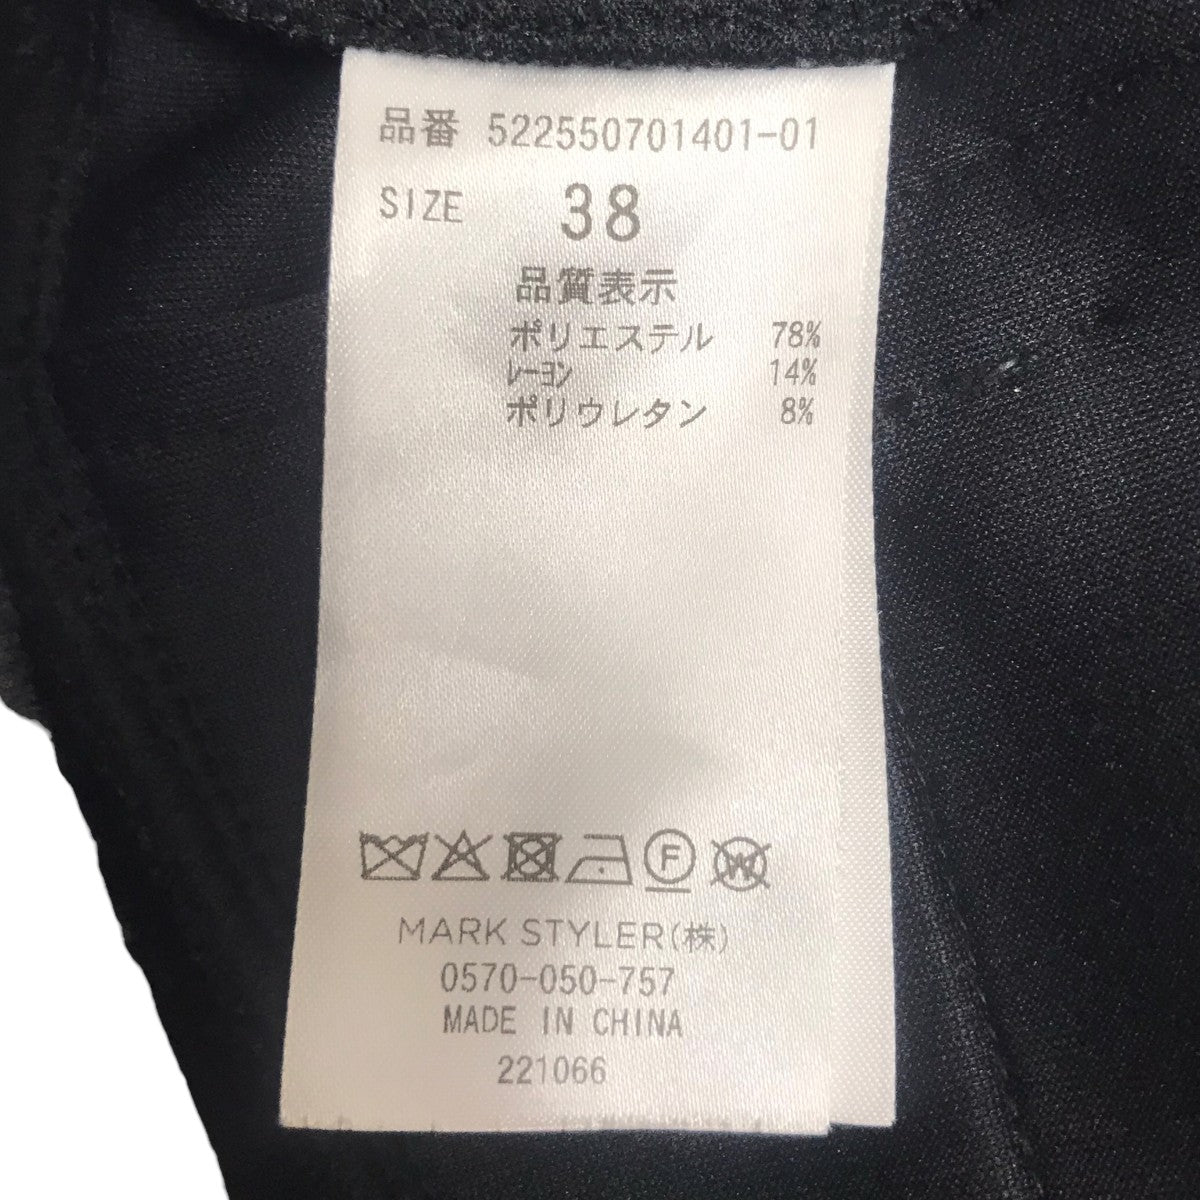 品番 522550701401-01
SIZE 38
品質表示
ポリエステル 78%
ﾚｰﾖﾝ 14%
ポリウレタン 8%
F W
MARK STYLER(株)
0570-050-757
MADE IN CHINA
221066